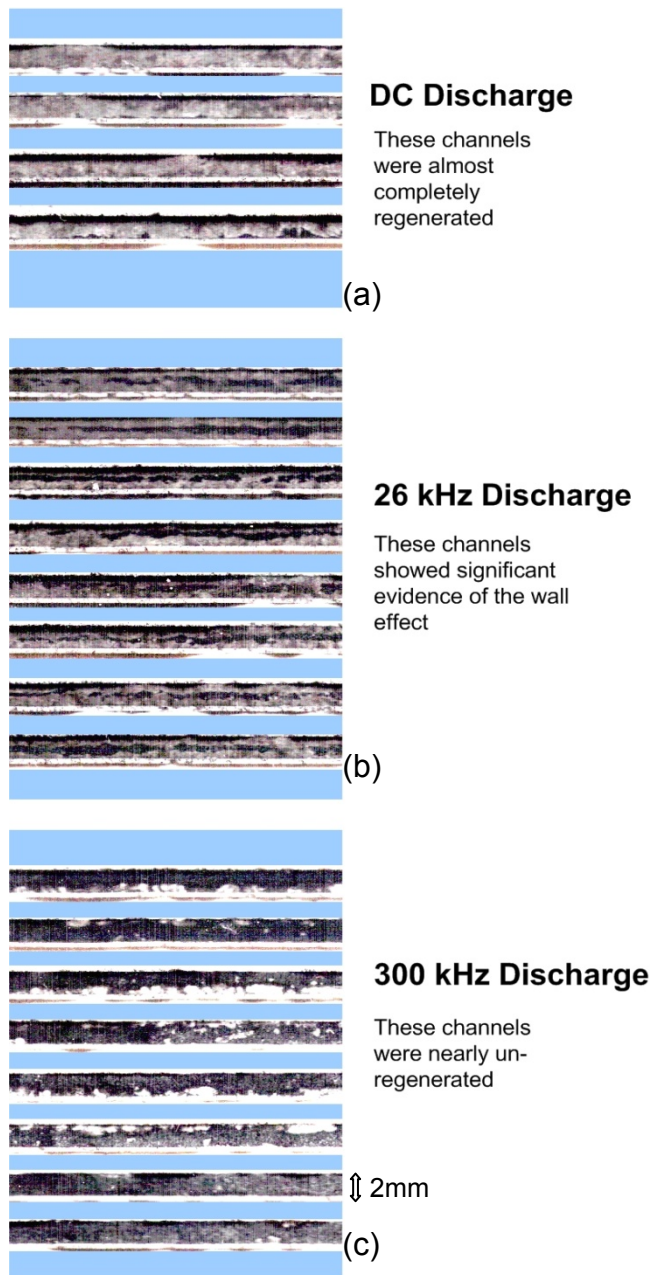 DC Discharge
These channels
were almost
completely
regenerated
(a)
26 kHz Discharge
These channels
showed significant
evidence of the wall
effect
(b)
300 kHz Discharge
These channels
were nearly un-
regenerated
2mm
(c)